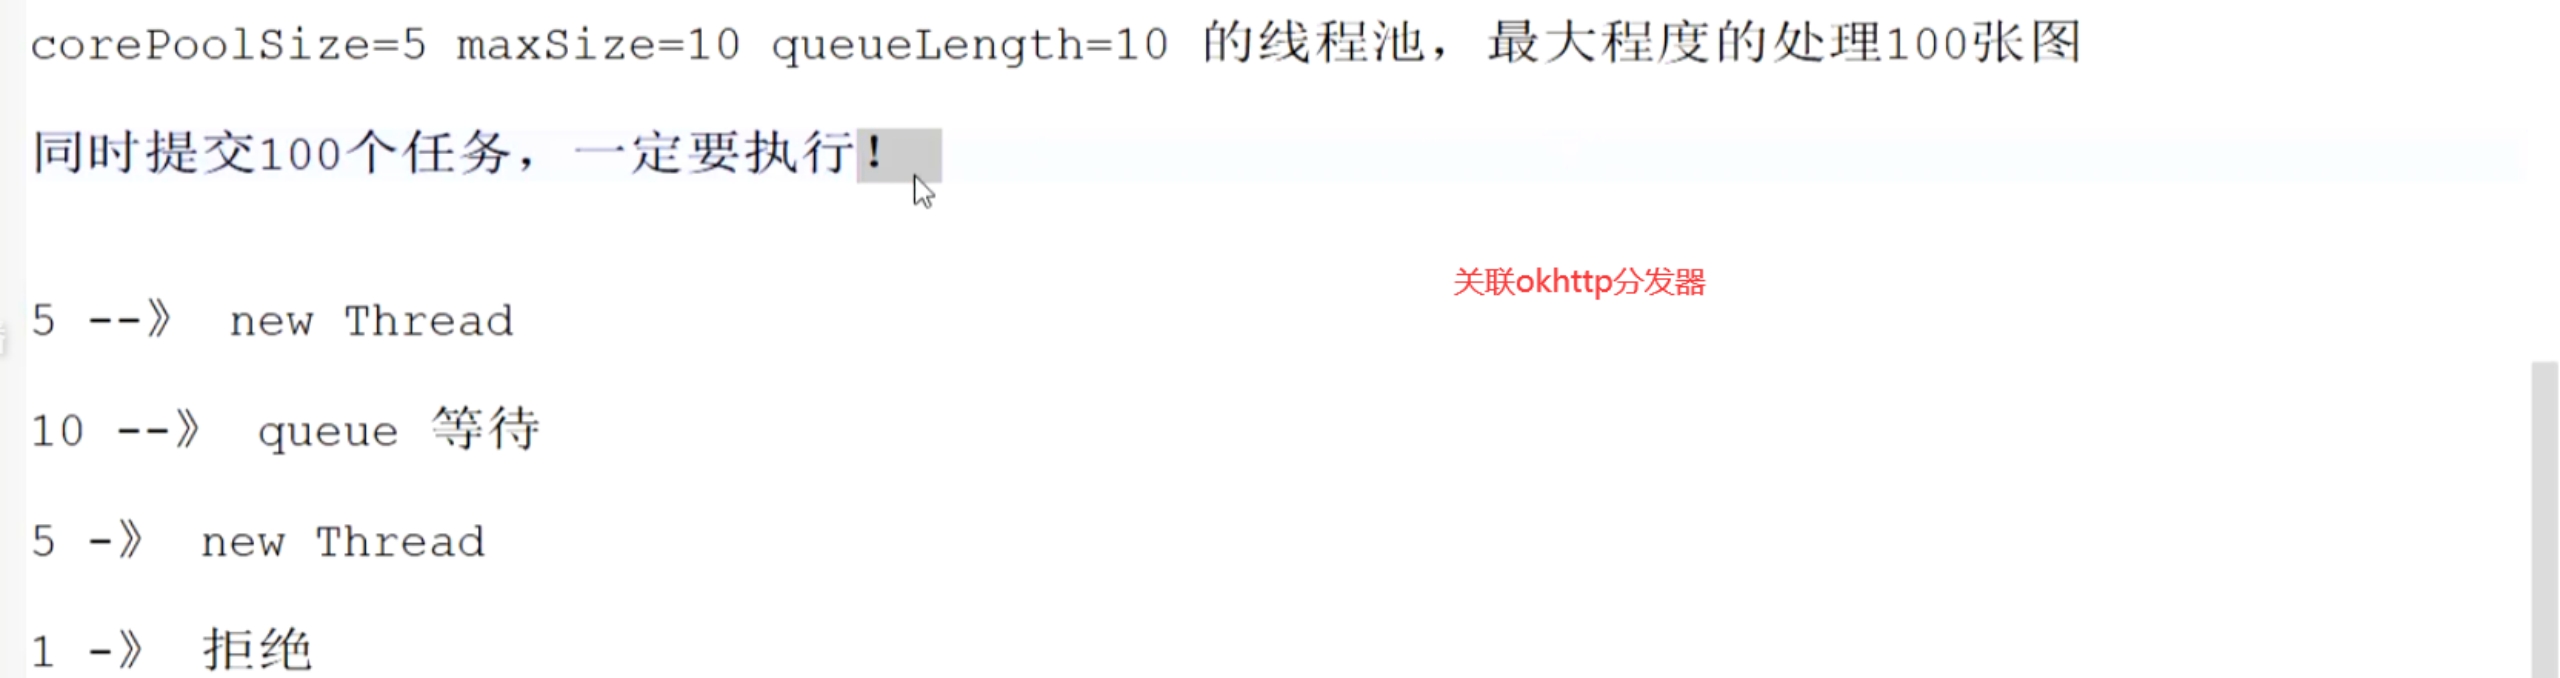 corePoolSize=5 maxSize=10 queueLength=10 的线程池，最大程度的处理100张图
同时提交100个任务，一定要执行！
关联okhttp分发器
5 --》 new Thread
10 --》 queue 等待
5 -》 new Thread
1 -》 拒绝